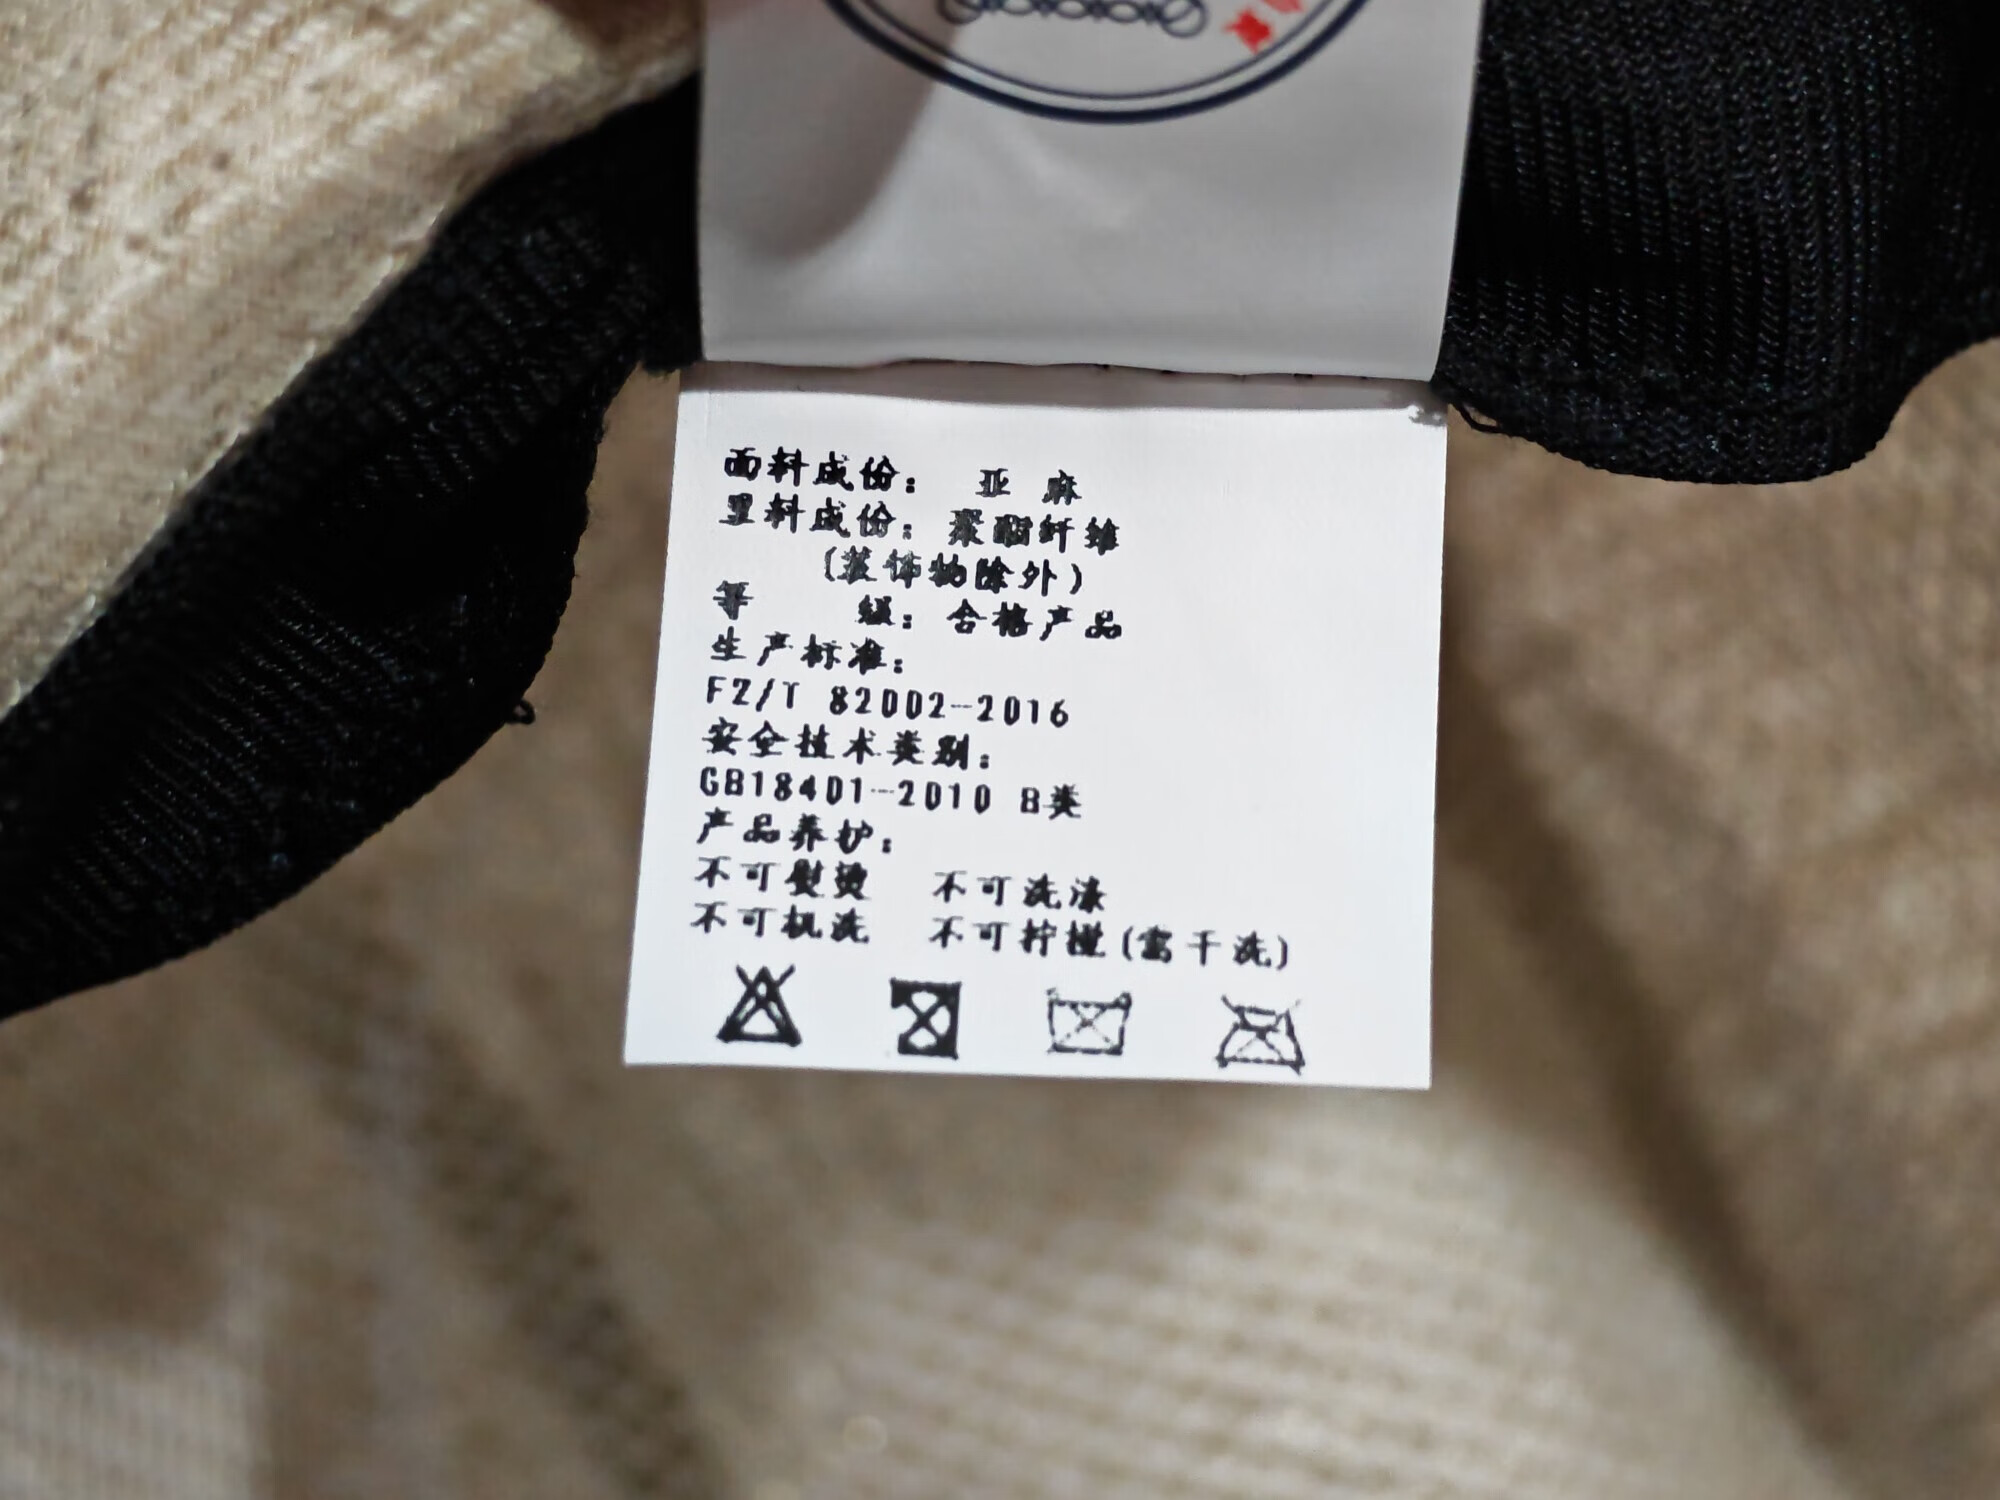 面料成份： 亚 麻
里料成份：聚酯纤维
(装饰物除外)
等 级：合格产品
生产标准：
FZ/T 82002-2016
安全技术类别：
GB18401-2010 B类
产品养护：
不可熨烫 不可洗涤
不可机洗 不可拧搅(需干洗)